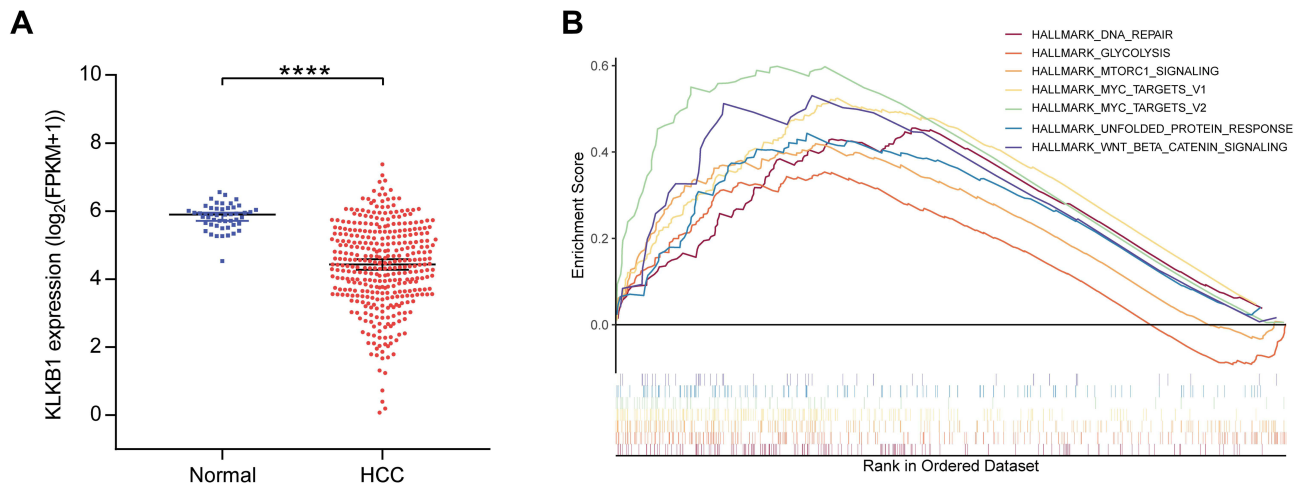 A
KLKB1 expression (log2(FPKM+1))
10
8
6
4
2
0
****
Normal
HCC
B
HALLMARK_DNA_REPAIR
HALLMARK_GLYCOLYSIS
HALLMARK_MTORC1_SIGNALING
HALLMARK_MYC_TARGETS_V1
HALLMARK_MYC_TARGETS_V2
HALLMARK_UNFOLDED_PROTEIN_RESPONSE
HALLMARK_WNT_BETA_CATENIN_SIGNALING
Enrichment Score
0.6
0.4
0.2
0.0
Rank in Ordered Dataset